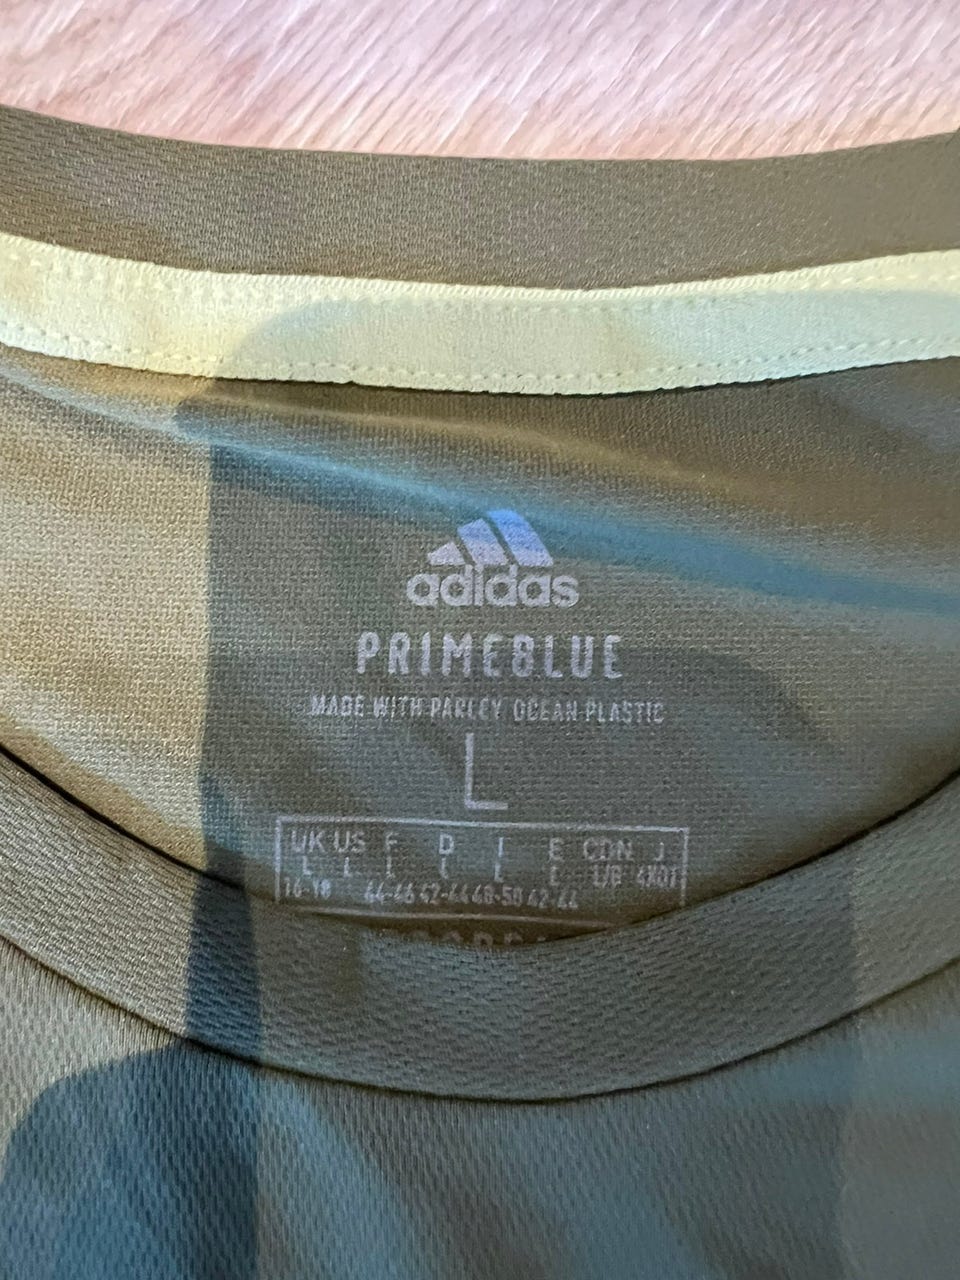 adidas
PRIMEBLUE
MADE WITH PARLEY OCEAN PLASTIC
L
UK US F D I E CDN J
L L L L L L L/G 4XOT
16-18 44-46 42-44 48-50 42-44